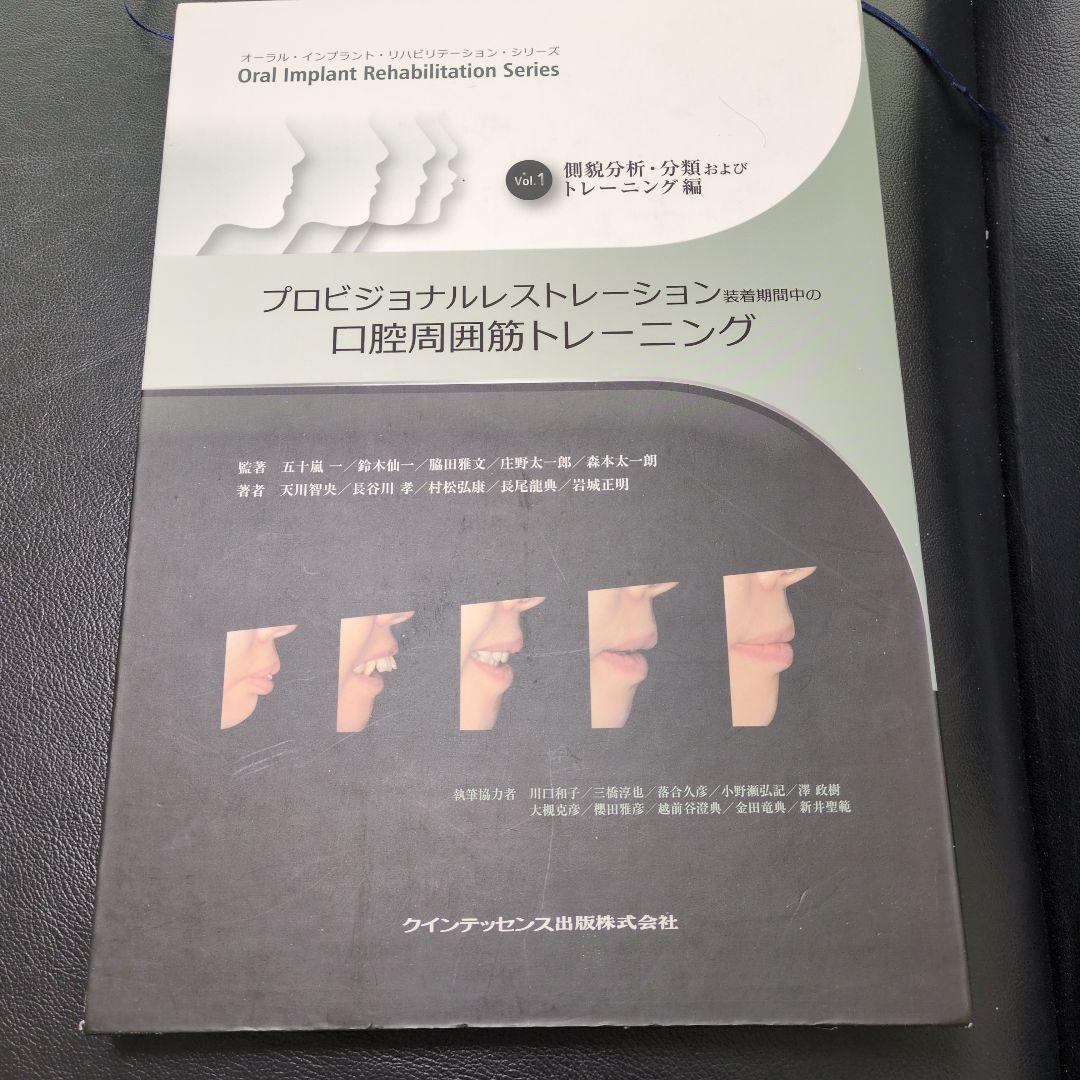 オーラル・インプラント・リハビリテーション・シリーズ
Oral Implant Rehabilitation Series
Vol.1
側貌分析・分類および
トレーニング編
プロビジョナルレストレーション装着期間中の
口腔周囲筋トレーニング
監著 五十嵐 一／鈴木仙一／脇田雅文／庄野太一郎／森本太一朗
著者 天川智央／長谷川 孝／村松弘康／長尾龍典／岩城正明
執筆協力者 川口和子／三橋淳也／落合久彦／小野瀬弘記／澤 政樹
大槻克彦／櫻田雅彦／越前谷澄典／金田竜典／新井聖範
クインテッセンス出版株式会社